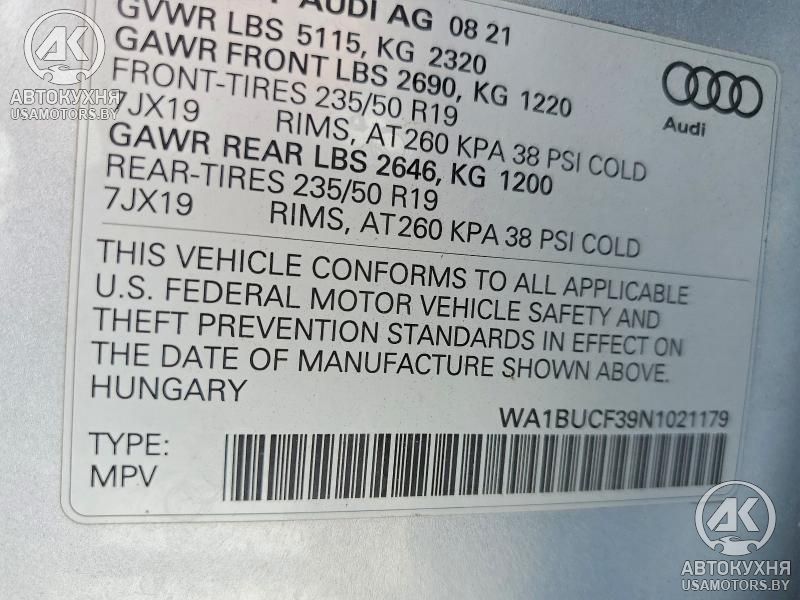 AUDI AG 08 21
GVWR LBS 5115, KG 2320
GAWR FRONT LBS 2690, KG 1220
FRONT-TIRES 235/50 R19
7JX19 RIMS, AT260 KPA 38 PSI COLD
GAWR REAR LBS 2646, KG 1200
REAR-TIRES 235/50 R19
7JX19 RIMS, AT260 KPA 38 PSI COLD
Audi
THIS VEHICLE CONFORMS TO ALL APPLICABLE
U.S. FEDERAL MOTOR VEHICLE SAFETY AND
THEFT PREVENTION STANDARDS IN EFFECT ON
THE DATE OF MANUFACTURE SHOWN ABOVE.
HUNGARY
WA1BUCF39N1021179
TYPE:
MPV
АК
АВТОКУХНЯ
USAMOTORS.BY
АК
АВТОКУХНЯ
USAMOTORS.BY